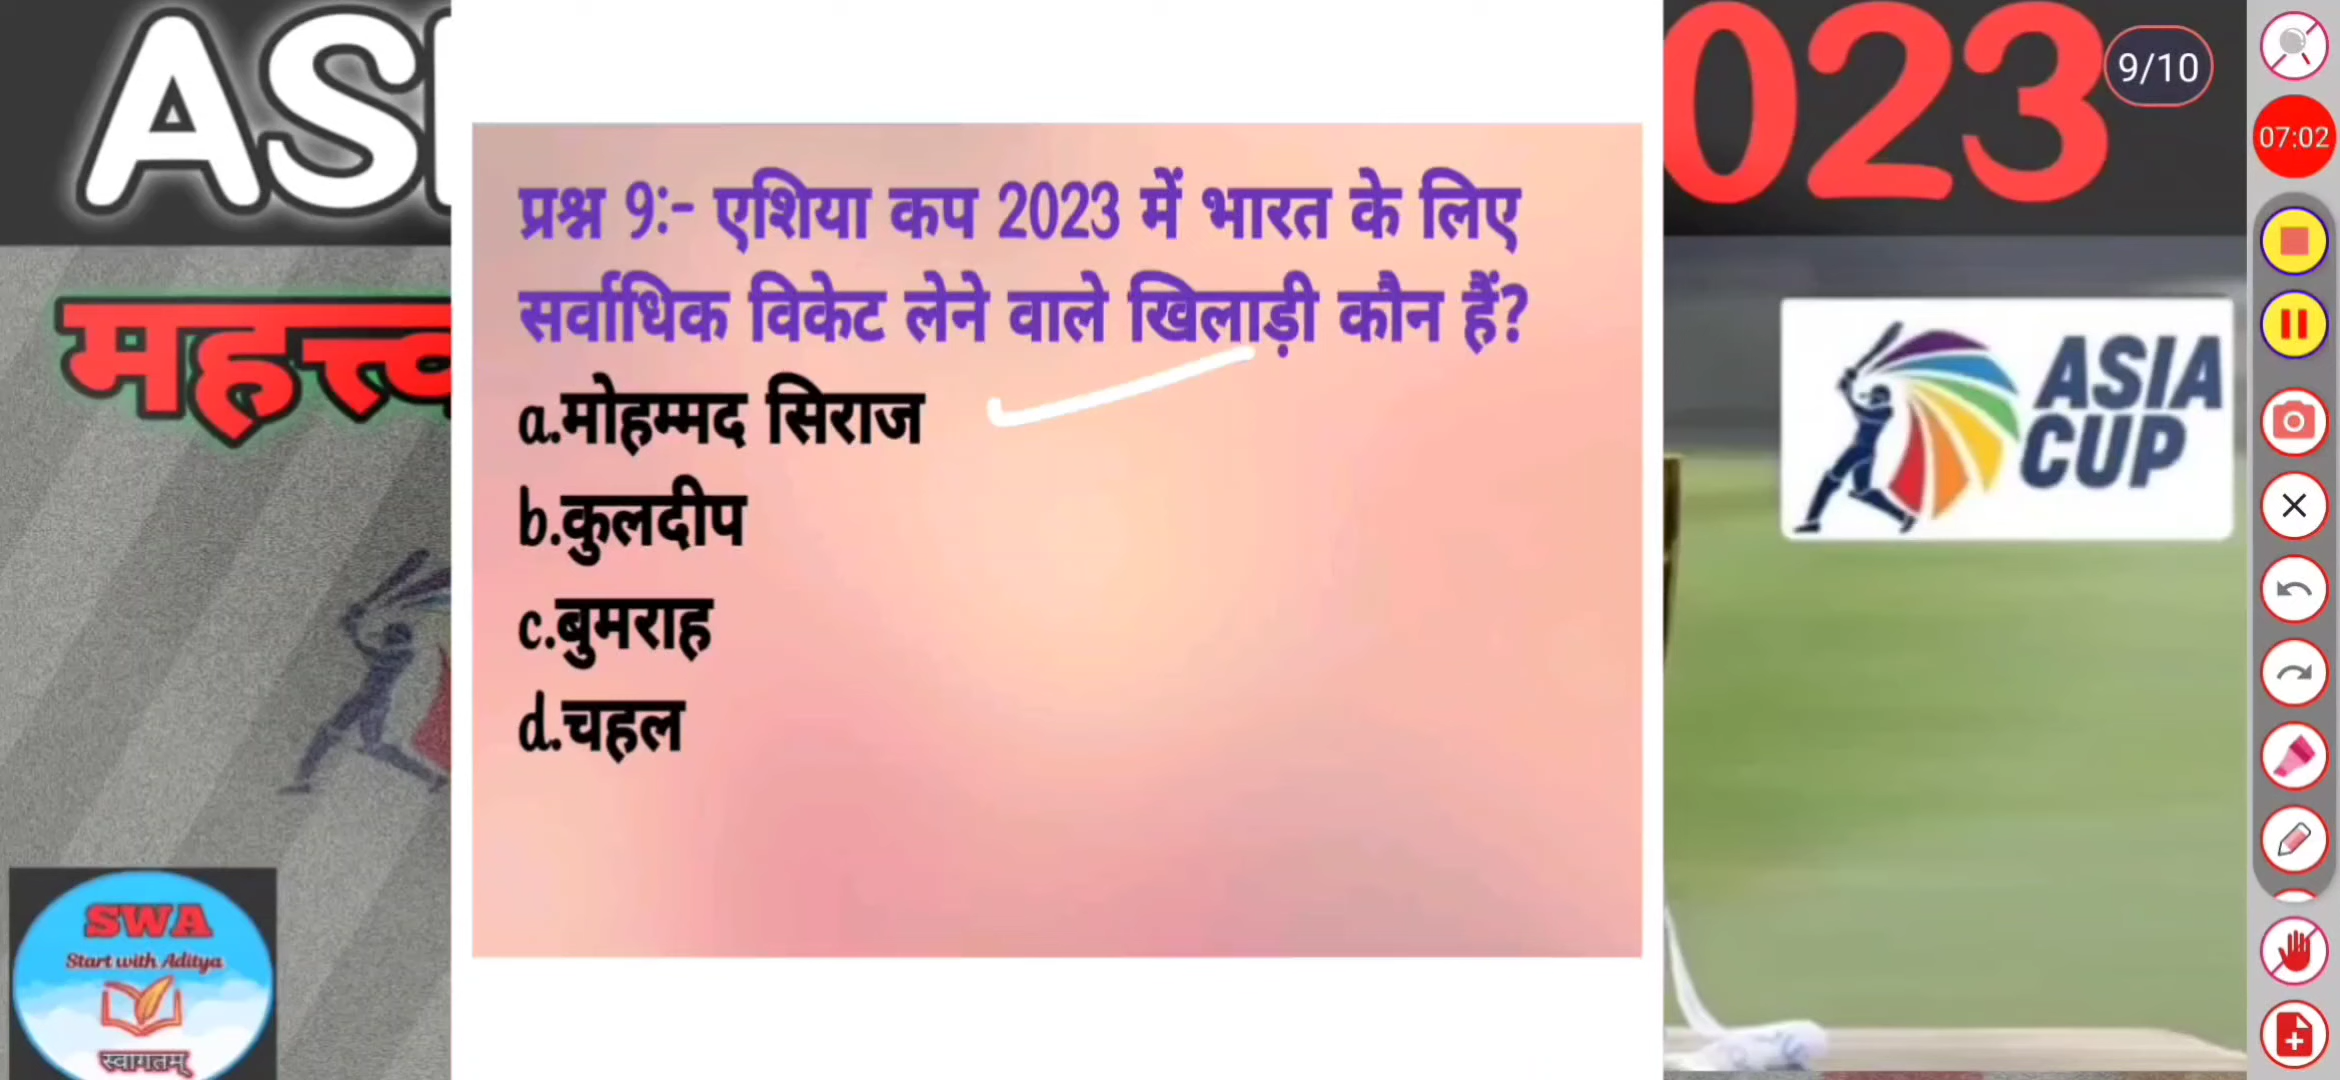 ASI
023
9/10
07:02
महत्त्व
प्रश्न 9:- एशिया कप 2023 में भारत के लिए
सर्वाधिक विकेट लेने वाले खिलाड़ी कौन हैं?
a.मोहम्मद सिराज
b.कुलदीप
c.बुमराह
d.चहल
ASIA
CUP
SWA
Start with Aditya
स्वागतम्